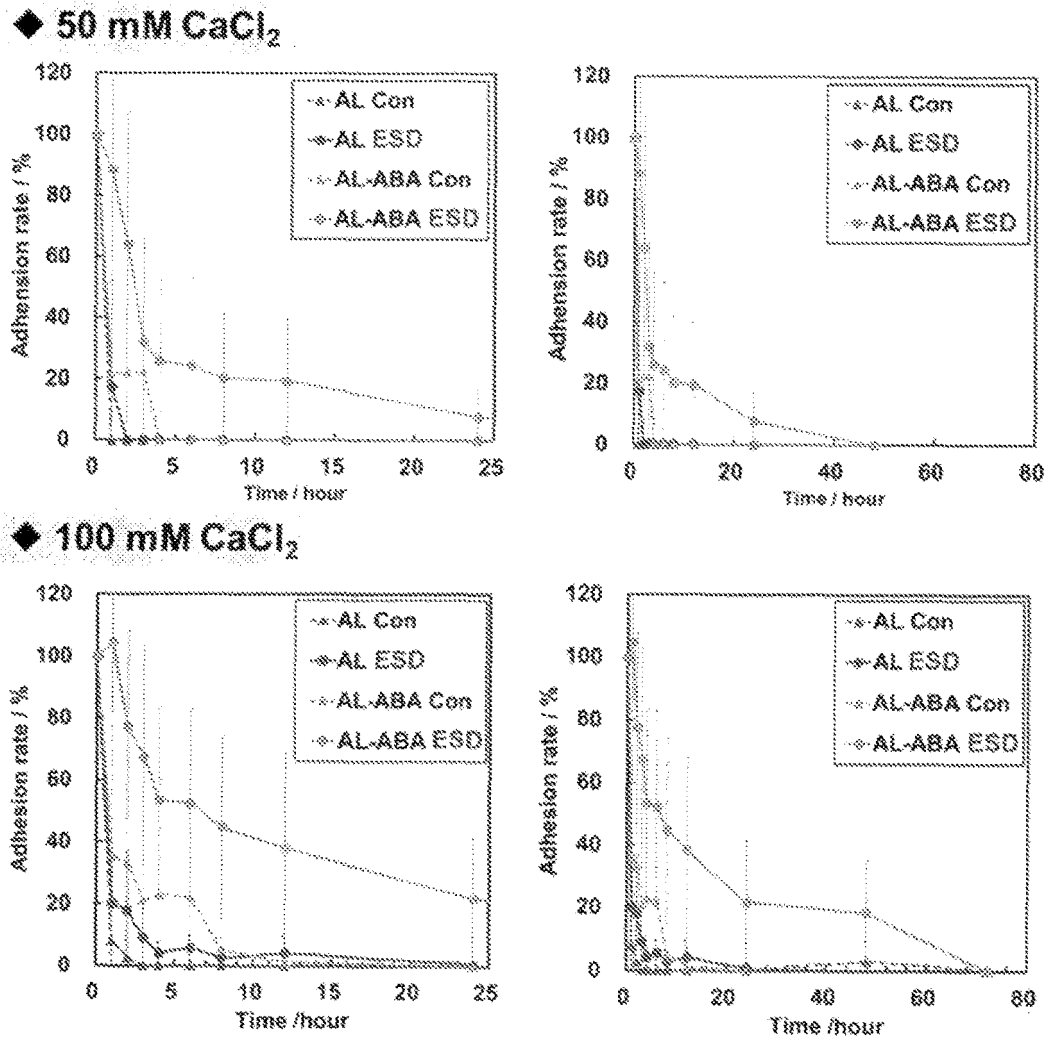 ◆ 50 mM CaCl₂
120
100
80
60
40
20
0
Adhension rate / %
AL Con
AL ESD
AL-ABA Con
AL-ABA ESD
0 5 10 15 20 25
Time / hour
120
100
80
60
40
20
0
Adhension rate / %
AL Con
AL ESD
AL-ABA Con
AL-ABA ESD
0 20 40 60 80
Time / hour
◆ 100 mM CaCl₂
120
100
80
60
40
20
0
Adhesion rate / %
AL Con
AL ESD
AL-ABA Con
AL-ABA ESD
0 5 10 15 20 25
Time /hour
120
100
80
60
40
20
0
Adhesion rate / %
AL Con
AL ESD
AL-ABA Con
AL-ABA ESD
0 20 40 60 80
Time /hour